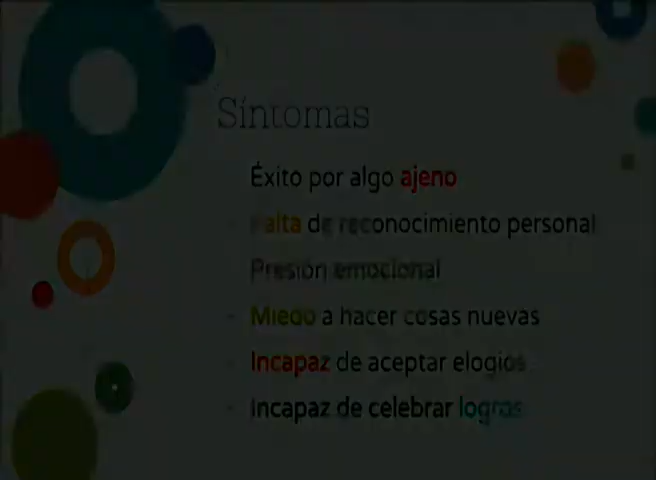 Síntomas
Éxito por algo ajeno
Falta de reconocimiento personal
Presión emocional
Miedo a hacer cosas nuevas
Incapaz de aceptar elogios
Incapaz de celebrar logros